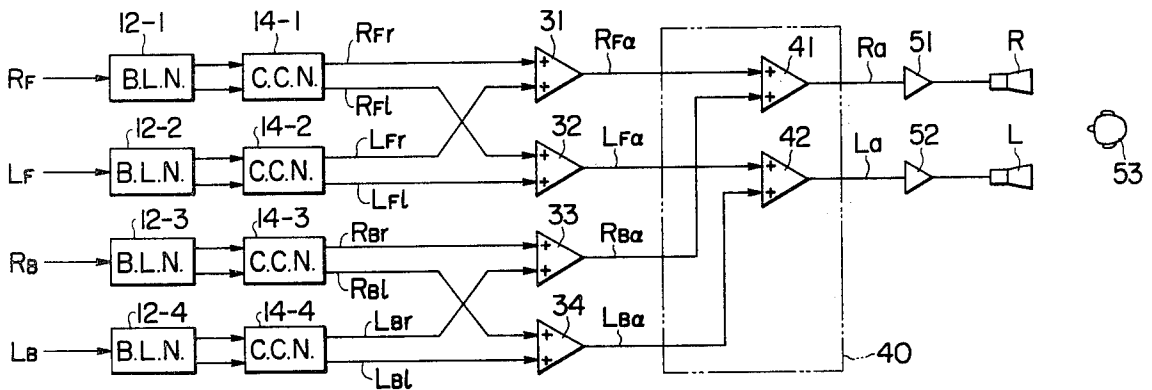 12-1 14-1 RFr 31 RFα 41 Ra 51 R
RF B.L.N. C.C.N. + + + +
RFl
12-2 14-2 LFr 32 LFα 42 La 52 L
LF B.L.N. C.C.N. + + + + 53
LFl
12-3 14-3 RBr 33 RBα
RB B.L.N. C.C.N. + +
RBl
12-4 14-4 LBr 34 LBα
LB B.L.N. C.C.N. + + 40
LBl